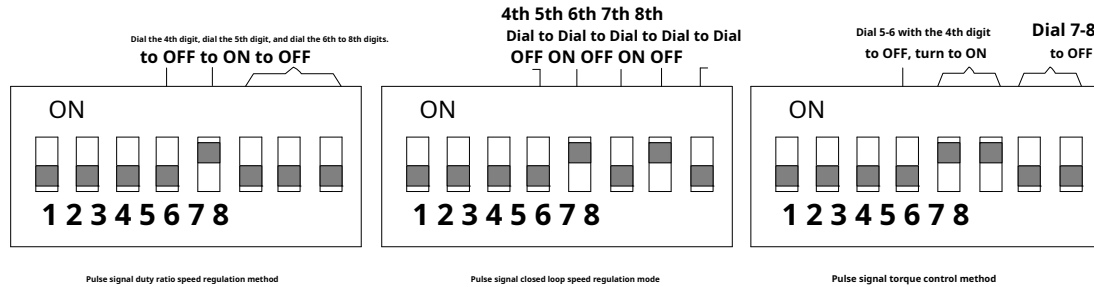 Dial the 4th digit, dial the 5th digit, and dial the 6th to 8th digits.
to OFF to ON to OFF
ON
1 2 3 4 5 6 7 8
Pulse signal duty ratio speed regulation method
4th 5th 6th 7th 8th
Dial to Dial to Dial to Dial to Dial
OFF ON OFF ON OFF
ON
1 2 3 4 5 6 7 8
Pulse signal closed loop speed regulation mode
Dial 5-6 with the 4th digit
Dial 7-8
to OFF, turn to ON
to OFF
ON
1 2 3 4 5 6 7 8
Pulse signal torque control method